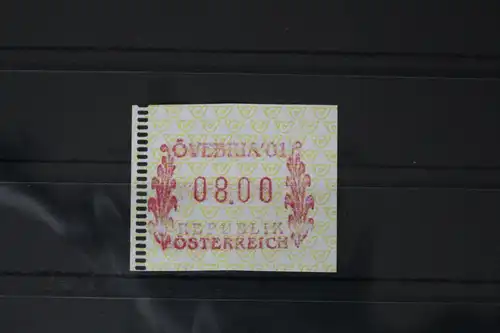 ÖVEBRIA'01
08.00
REPUBLIK
ÖSTERREICH